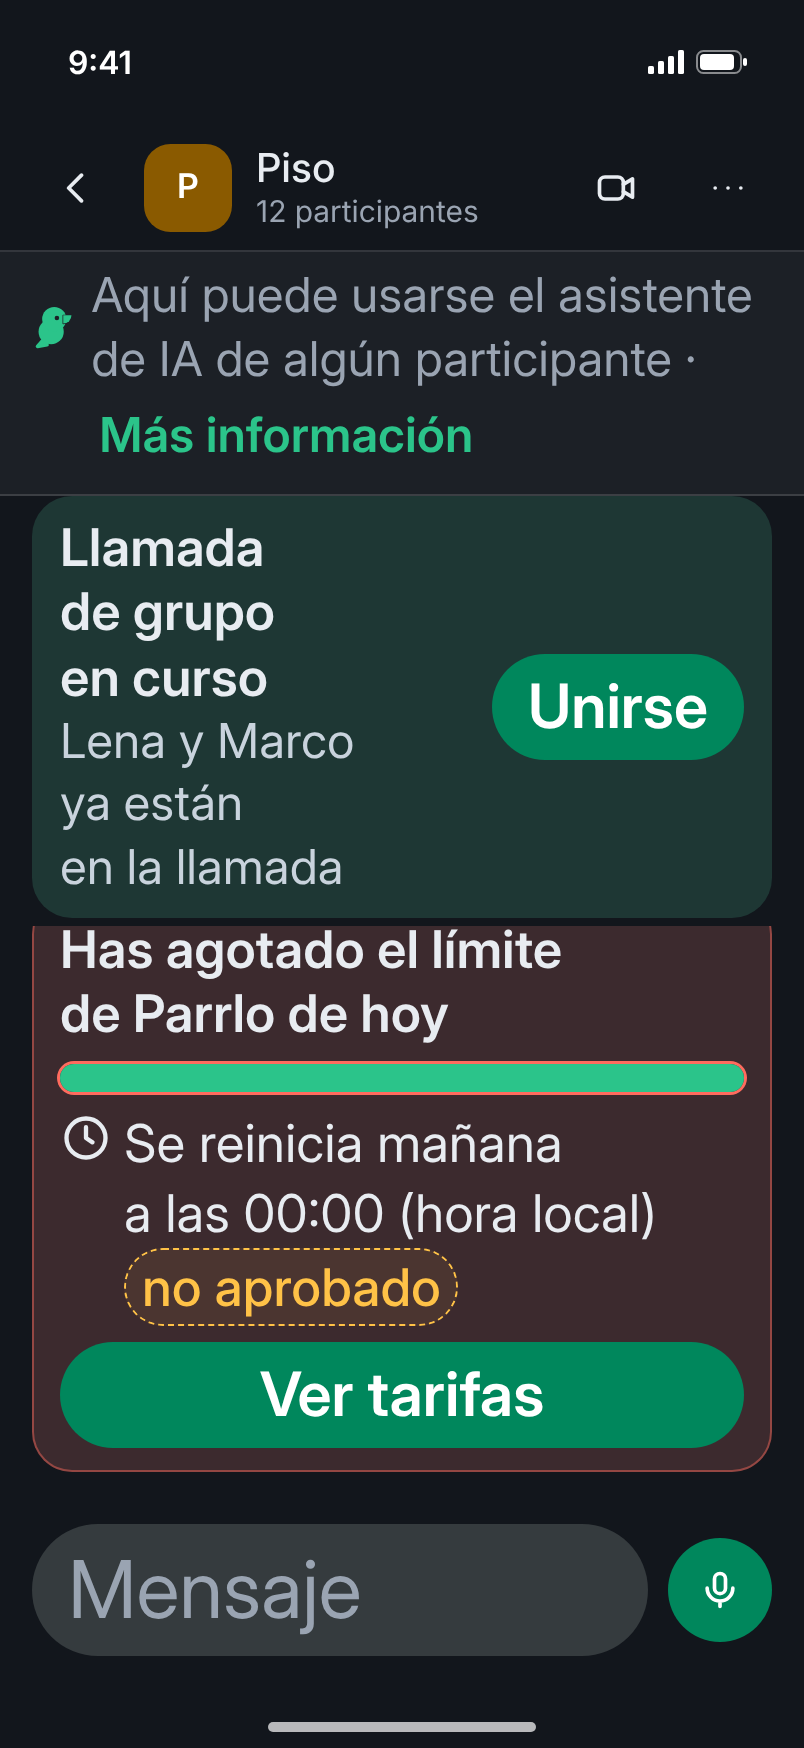 9:41
P
Piso
12 participantes
Aquí puede usarse el asistente
de IA de algún participante ·
Más información
Llamada
de grupo
en curso
Lena y Marco
ya están
en la llamada
Unirse
Has agotado el límite
de Parrlo de hoy
Se reinicia mañana
a las 00:00 (hora local)
no aprobado
Ver tarifas
Mensaje